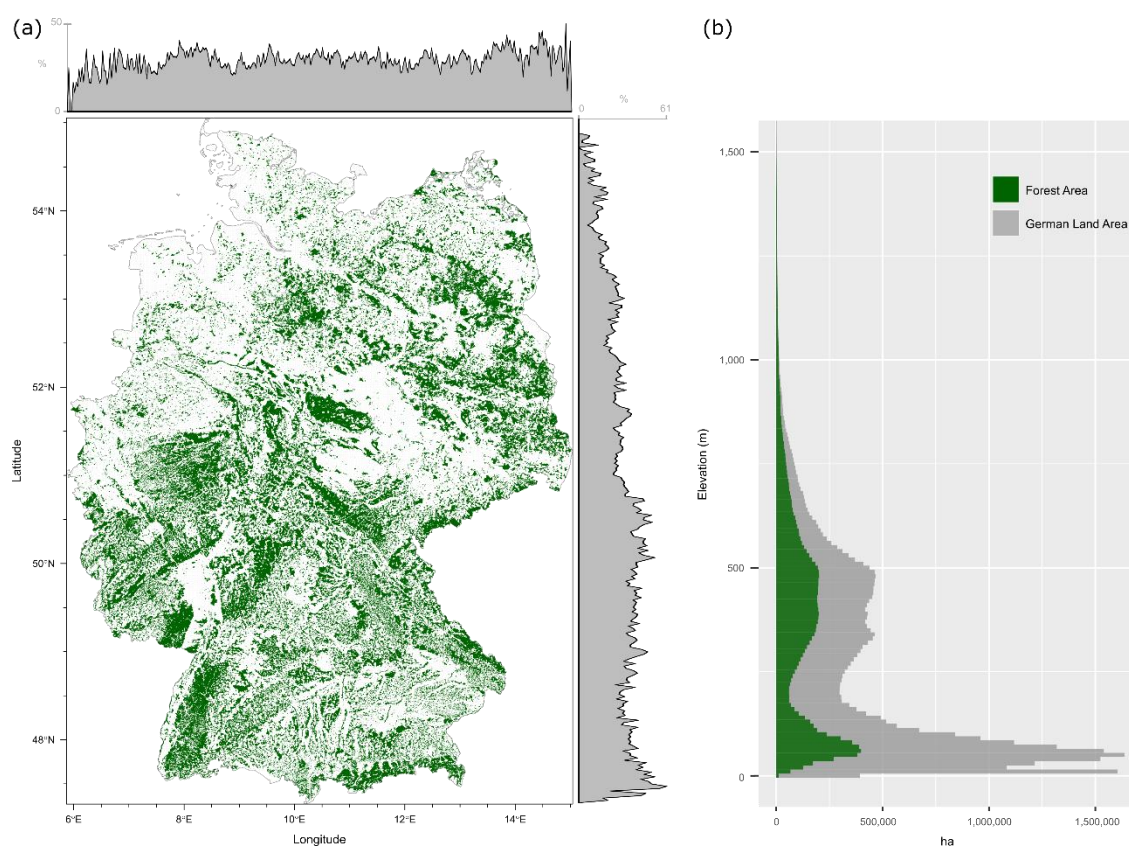 (a)
50
%
0
0 % 61
54°N
52°N
50°N
48°N
Latitude
6°E 8°E 10°E 12°E 14°E
Longitude
(b)
1,500
1,000
500
0
Elevation (m)
Forest Area
German Land Area
0 500,000 1,000,000 1,500,000
ha